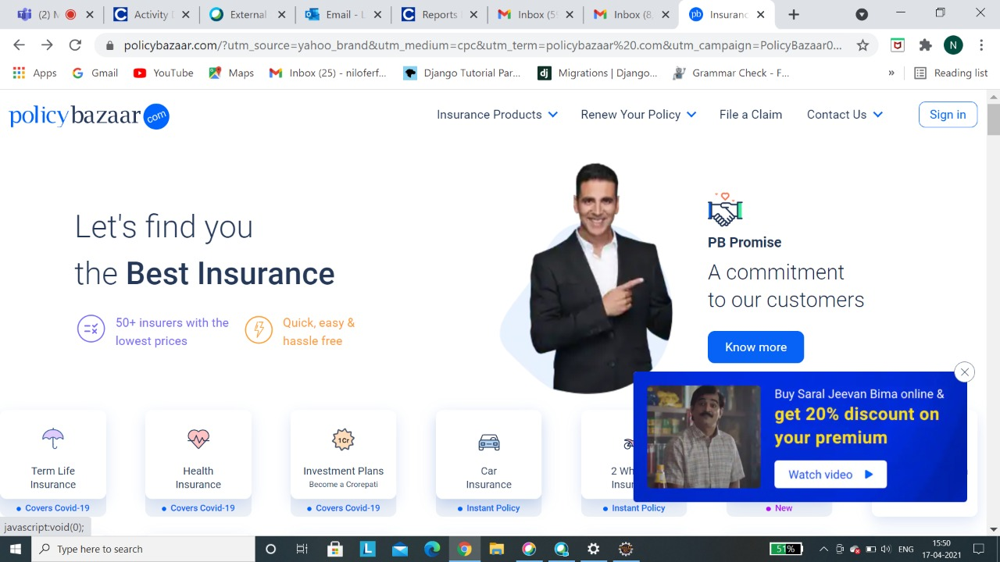 (2) M
Activity
External
Email - L
Reports
Inbox (5
Inbox (8
pb
Insuranc
policybazaar.com/?utm_source=yahoo_brand&utm_medium=cpc&utm_term=policybazaar%20.com&utm_campaign=PolicyBazaar0...
N
Apps
Gmail
YouTube
Maps
Inbox (25) - niloferf...
Django Tutorial Par...
dj
Migrations | Django...
Grammar Check - F...
»
Reading list
policybazaar.com
Insurance Products
Renew Your Policy
File a Claim
Contact Us
Sign in
Let's find you
the Best Insurance
50+ insurers with the
lowest prices
Quick, easy &
hassle free
PB Promise
A commitment
to our customers
Know more
Buy Saral Jeevan Bima online &
get 20% discount on
your premium
Watch video
Term Life
Insurance
Covers Covid-19
Health
Insurance
Covers Covid-19
1Cr
Investment Plans
Become a Crorepati
Covers Covid-19
Car
Insurance
Instant Policy
2 Wh
Insur
Instant Policy
New
javascript:void(0);
Type here to search
51%
ENG
15:50
17-04-2021